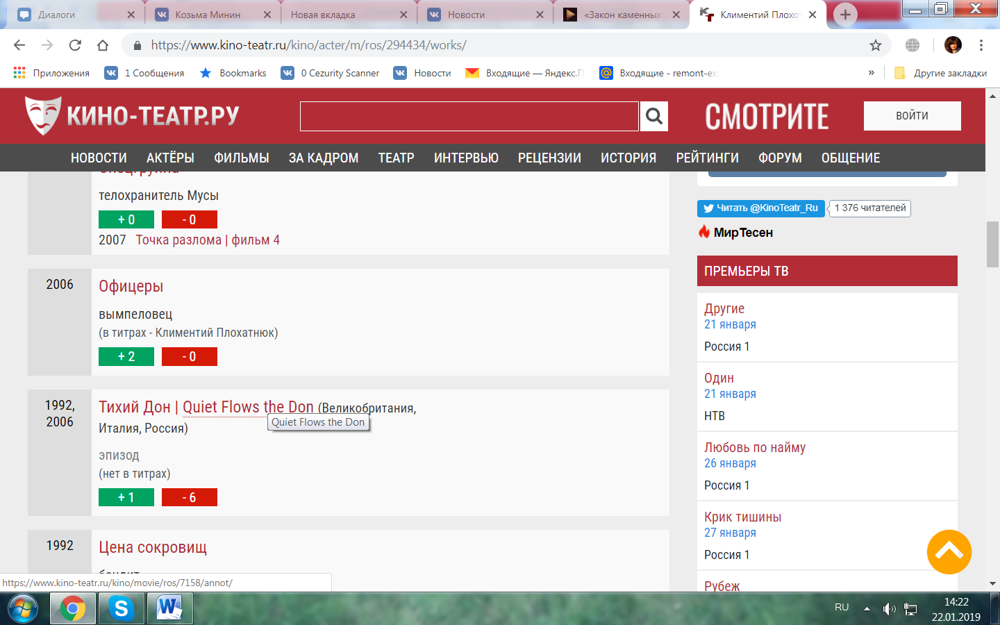 Диалоги
Козьма Минин
Новая вкладка
Новости
«Закон каменных
Климентий Плохот
https://www.kino-teatr.ru/kino/acter/m/ros/294434/works/
Приложения
1 Сообщения
Bookmarks
0 Cezurity Scanner
Новости
Входящие — Яндекс.П
Входящие - remont-ex
»
Другие закладки
КИНО-ТЕАТР.РУ
СМОТРИТЕ
ВОЙТИ
НОВОСТИ АКТЁРЫ ФИЛЬМЫ ЗА КАДРОМ ТЕАТР ИНТЕРВЬЮ РЕЦЕНЗИИ ИСТОРИЯ РЕЙТИНГИ ФОРУМ ОБЩЕНИЕ
телохранитель Мусы
+ 0 - 0
2007 Точка разлома | фильм 4
2006
Офицеры
вымпеловец
(в титрах - Климентий Плохатнюк)
+ 2 - 0
1992,
2006
Тихий Дон | Quiet Flows the Don (Великобритания,
Италия, Россия)
Quiet Flows the Don
эпизод
(нет в титрах)
+ 1 - 6
1992
Цена сокровищ
Читать @KinoTeatr_Ru
1 376 читателей
МирТесен
ПРЕМЬЕРЫ ТВ
Другие
21 января
Россия 1
Один
21 января
НТВ
Любовь по найму
26 января
Россия 1
Крик тишины
27 января
Россия 1
Рубеж
https://www.kino-teatr.ru/kino/movie/ros/7158/annot/
RU
14:22
22.01.2019